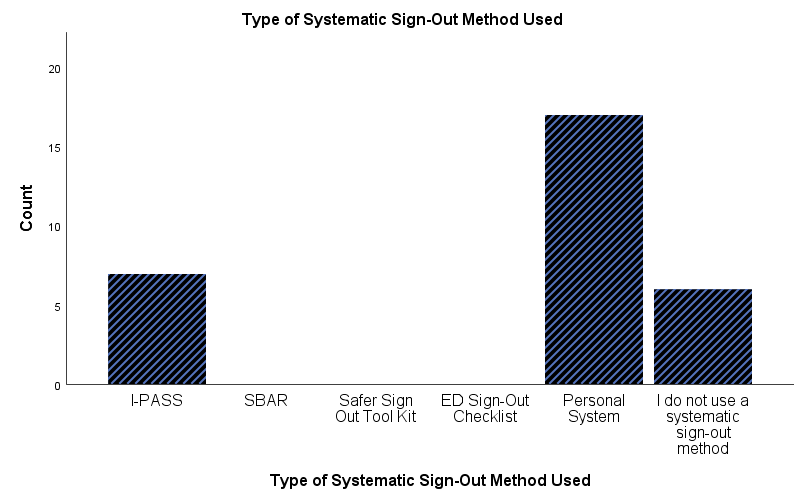 Type of Systematic Sign-Out Method Used
20
15
10
5
0
Count
I-PASS
SBAR
Safer Sign
Out Tool Kit
ED Sign-Out
Checklist
Personal
System
I do not use a
systematic
sign-out
method
Type of Systematic Sign-Out Method Used